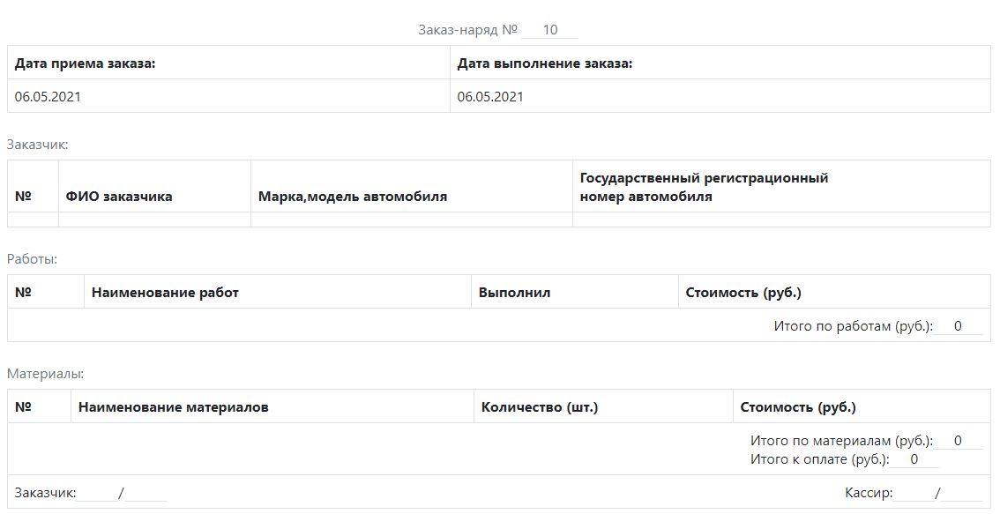 Заказ-наряд № 10
Дата приема заказа: Дата выполнение заказа:
06.05.2021 06.05.2021
Заказчик:
№ ФИО заказчика Марка,модель автомобиля Государственный регистрационный
номер автомобиля
Работы:
№ Наименование работ Выполнил Стоимость (руб.)
Итого по работам (руб.): 0
Материалы:
№ Наименование материалов Количество (шт.) Стоимость (руб.)
Итого по материалам (руб.): 0
Итого к оплате (руб.): 0
Заказчик: / Кассир: /